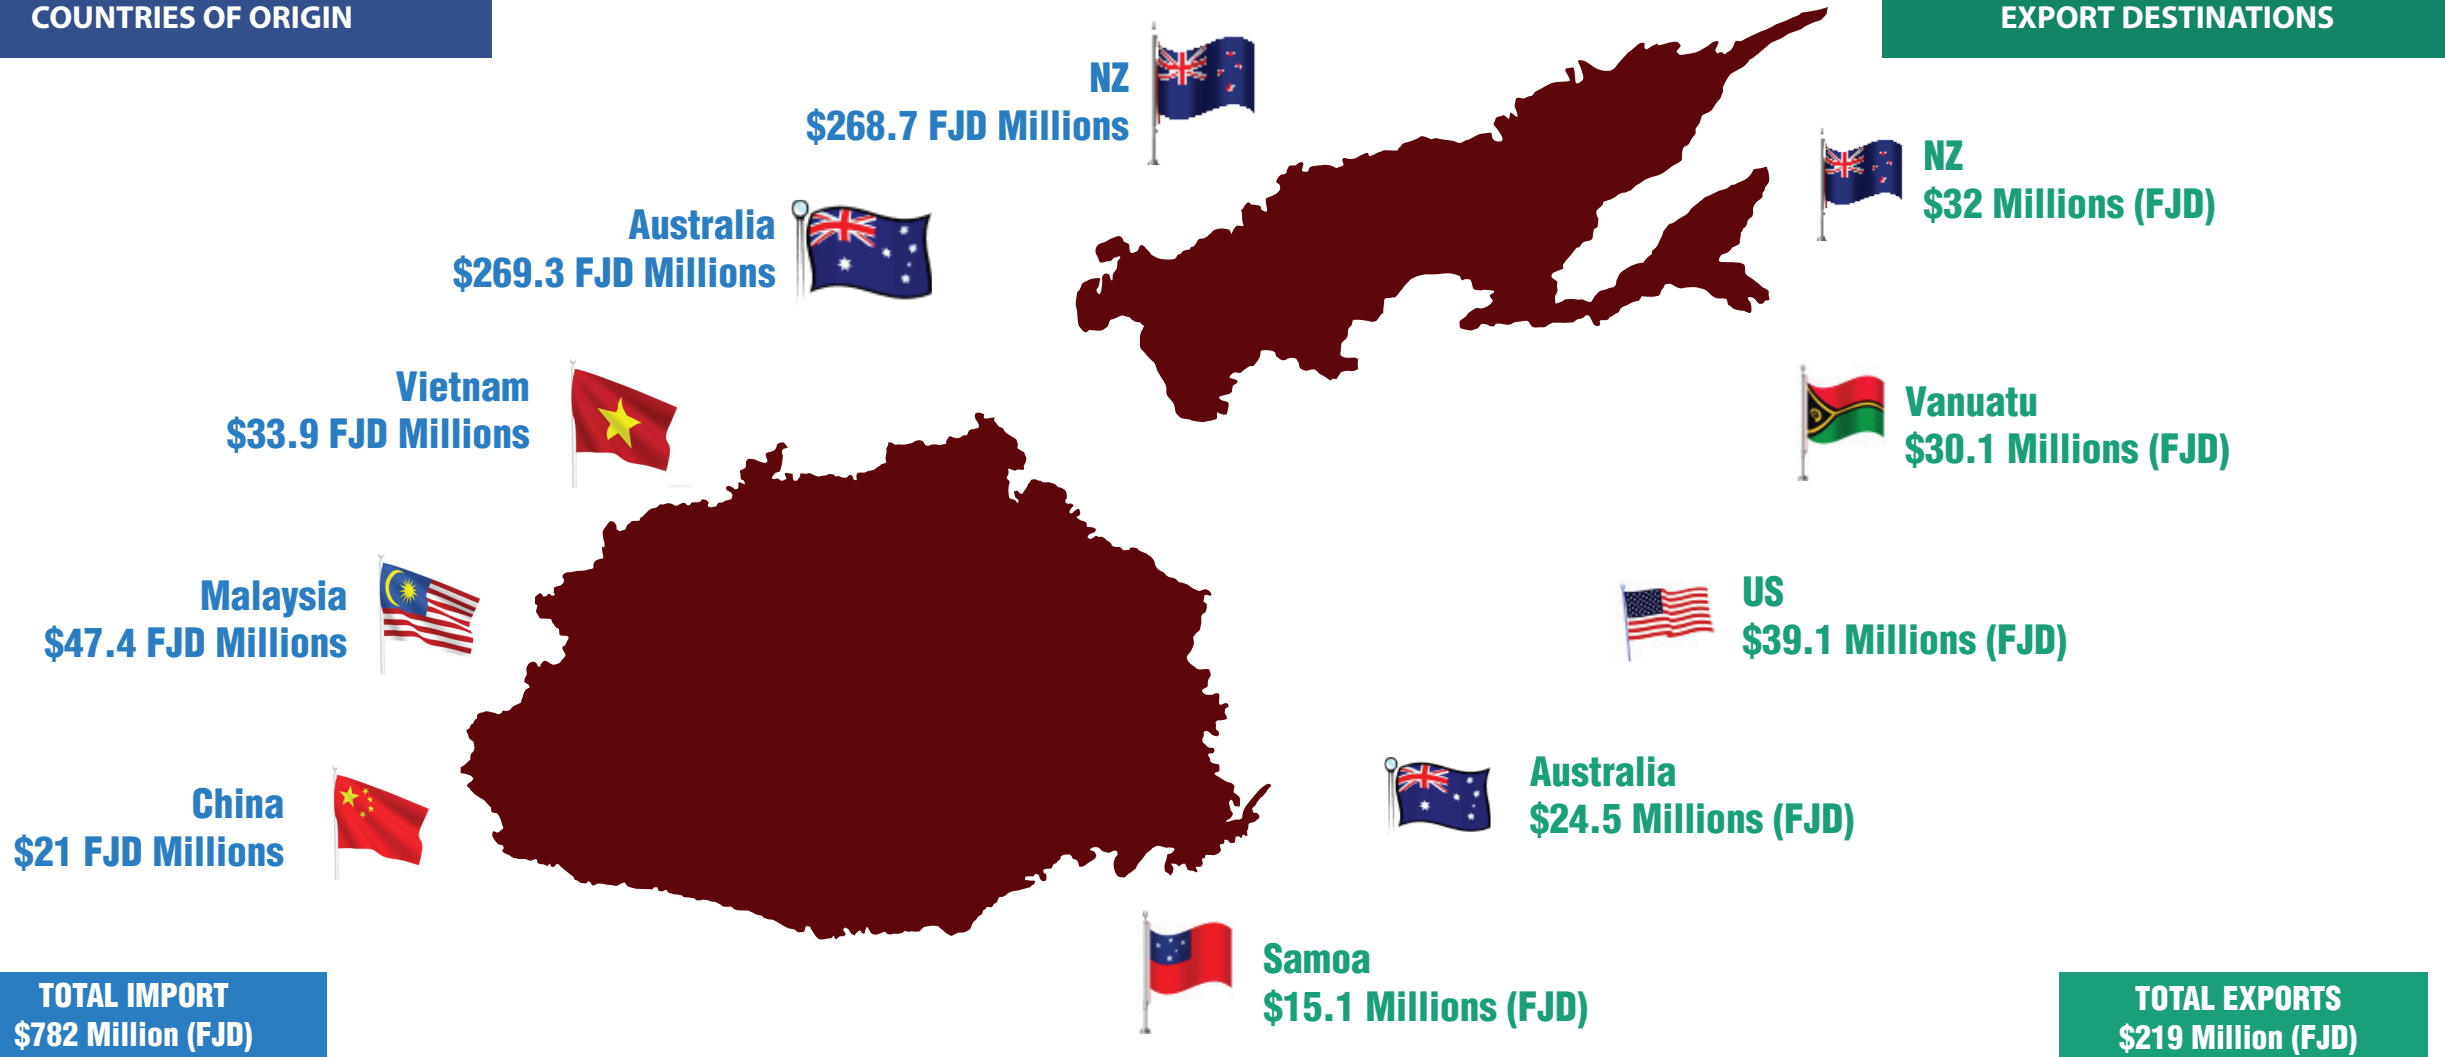 COUNTRIES OF ORIGIN
EXPORT DESTINATIONS
NZ
$268.7 FJD Millions
Australia
$269.3 FJD Millions
Vietnam
$33.9 FJD Millions
Malaysia
$47.4 FJD Millions
China
$21 FJD Millions
TOTAL IMPORT
$782 Million (FJD)
NZ
$32 Millions (FJD)
Vanuatu
$30.1 Millions (FJD)
US
$39.1 Millions (FJD)
Australia
$24.5 Millions (FJD)
Samoa
$15.1 Millions (FJD)
TOTAL EXPORTS
$219 Million (FJD)